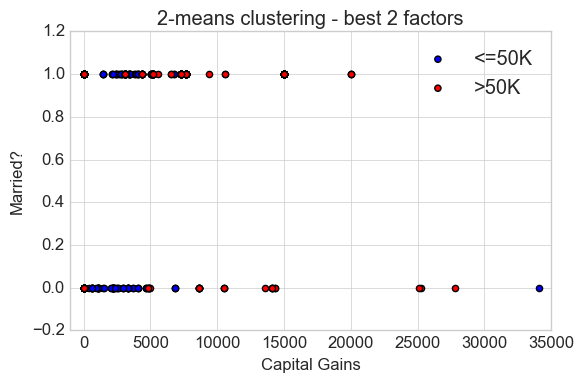 2-means clustering - best 2 factors
1.2
1.0
0.8
0.6
0.4
0.2
0.0
−0.2
Married?
<=50K
>50K
0 5000 10000 15000 20000 25000 30000 35000
Capital Gains